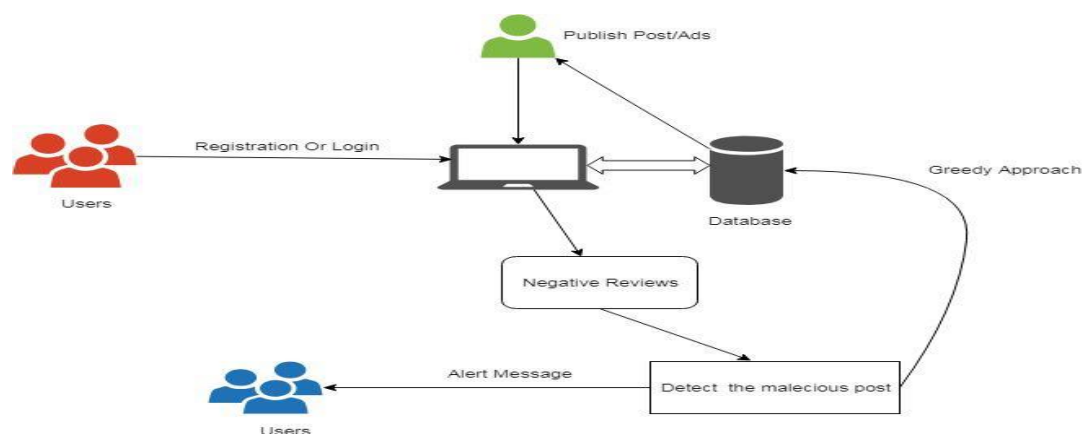 Publish Post/Ads
Registration Or Login
Greedy Approach
Users
Database
Negative Reviews
Alert Message
Detect the malecious post
Users